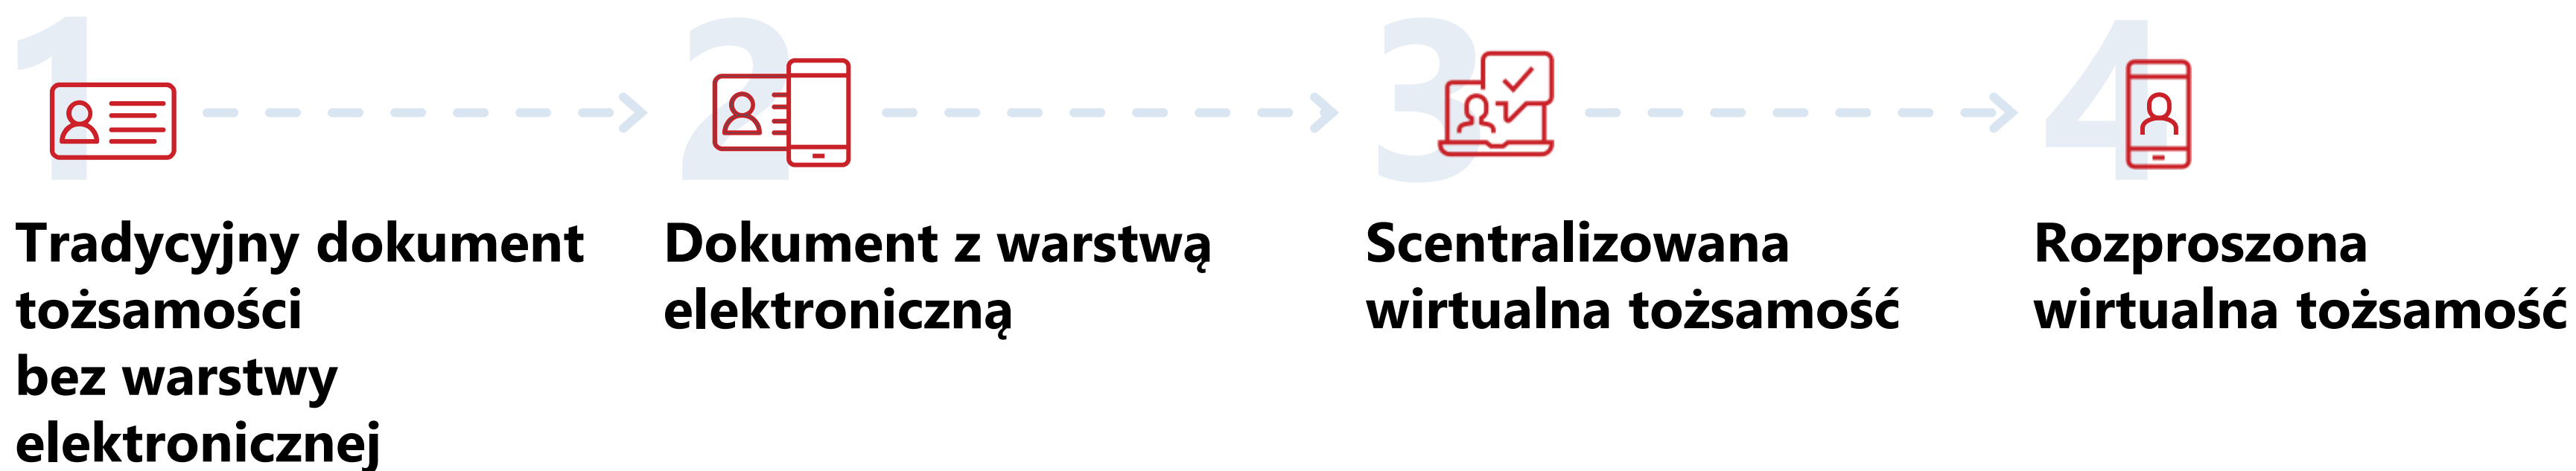 1
Tradycyjny dokument
tożsamości
bez warstwy
elektronicznej
2
Dokument z warstwą
elektroniczną
3
Scentralizowana
wirtualna tożsamość
4
Rozproszona
wirtualna tożsamość